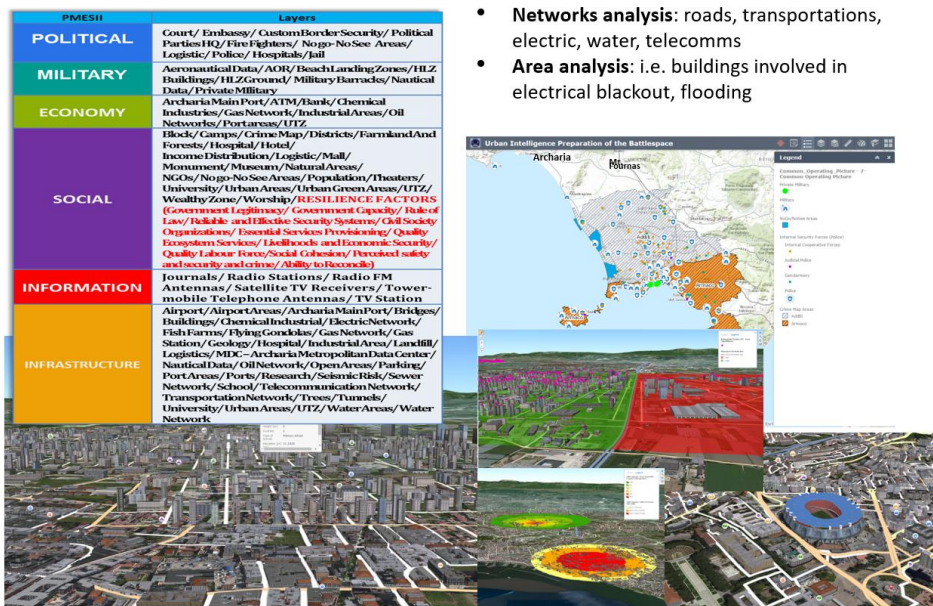 PMESII Layers
POLITICAL
Court/ Embassy/ Custom Border Security/ Political
Parties HQ/ Fire Fighters/ No go-No See Areas/
Logistic/ Police/ Hospitals/Jail
MILITARY
Aeronautical Data/AOR/Beach Landing Zones/HLZ
Buildings/HLZ Ground/ Military Barracks/Nautical
Data/Private MIlitary
ECONOMY
Archaria Main Port/ATM/Bank/Chemical
Industries/Gas network/Industrial Areas/Oil
Networks/Port areas/UTZ
SOCIAL
Block/Camps/Crime Map/Districts/Farmland And
Forests/Hospital/Hotel/
Income Distribution/Logistic/Mall/
Monument/Museum/Natural Areas/
NGOs/No go-No See Areas/Population/Theaters/
University/Urban Areas/Urban Green Areas/UTZ/
Wealthy Zone/Worship/RESILIENCE FACTORS
(Government Legitimacy/ Government Capacity/ Rule of
Law/ Reliable and Effective Security Systems/ Civil Society
Organizations/ Essential Services Provisioning/ Quality
Ecosystem Services/ Livelihoods and Economic Security/
Quality Labour Force/Social Cohesion/ Perceived safety
and security and crime/ Ability to Reconcile)
INFORMATION
Journals/ Radio Stations/ Radio FM
Antennas/ Satellite TV Receivers/ Tower-
mobile Telephone Antennas/ TV Station
INFRASTRUCTURE
Airport/Airport Areas/Archaria Main Port/Bridges/
Buildings/Chemical Industrial/Electric Network/
Fish Farms/Flying Gondolas/Gas Network/Gas
Station/Geology/Hospital/Industrial Area/Landfill/
Logistics/MDC – Archaria Metropolitan Data Center/
Nautical Data/ Oil Network/Open Areas/Parking/
Port Areas/Ports/Research/Seismic Risk/Sewer
Network/School/Telecommunication Network/
Transportation Network/Trees/Tunnels/
University/Urban Areas/UTZ/Water Areas/Water
Network
• Networks analysis: roads, transportations,
electric, water, telecomms
• Area analysis: i.e. buildings involved in
electrical blackout, flooding
Urban Intelligence Preparation of the Battlespace
Archaria
Mt.
Pournas
Legend
Common_Operating_Picture - 7-
Common Operating Picture
Private Military
Military
Internal Security Forces (Police)
Internal Cooperative Forces
Judicial Police
Gendarmery
Police
Crime Map Areas